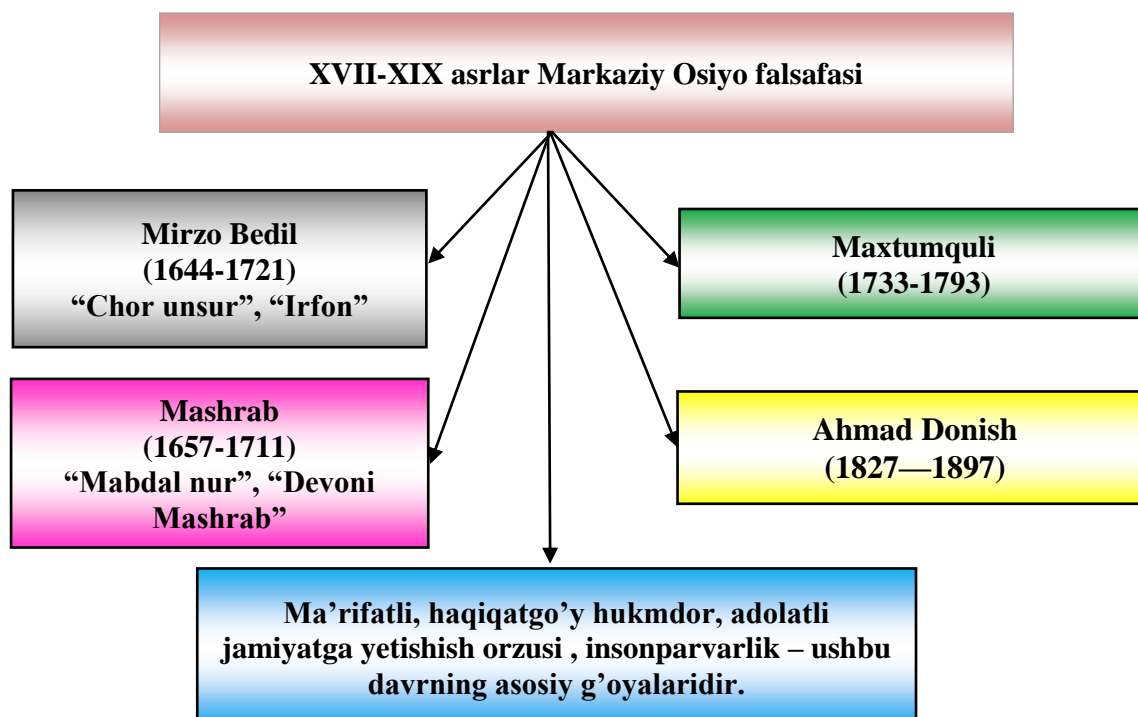 XVII-XIX asrlar Markaziy Osiyo falsafasi
Mirzo Bedil
(1644-1721)
“Chor unsur”, “Irfon”
Maxtumquli
(1733-1793)
Mashrab
(1657-1711)
“Mabdal nur”, “Devoni
Mashrab”
Ahmad Donish
(1827—1897)
Ma’rifatli, haqiqatgo’y hukmdor, adolatli
jamiyatga yetishish orzusi , insonparvarlik – ushbu
davrning asosiy g’oyalaridir.